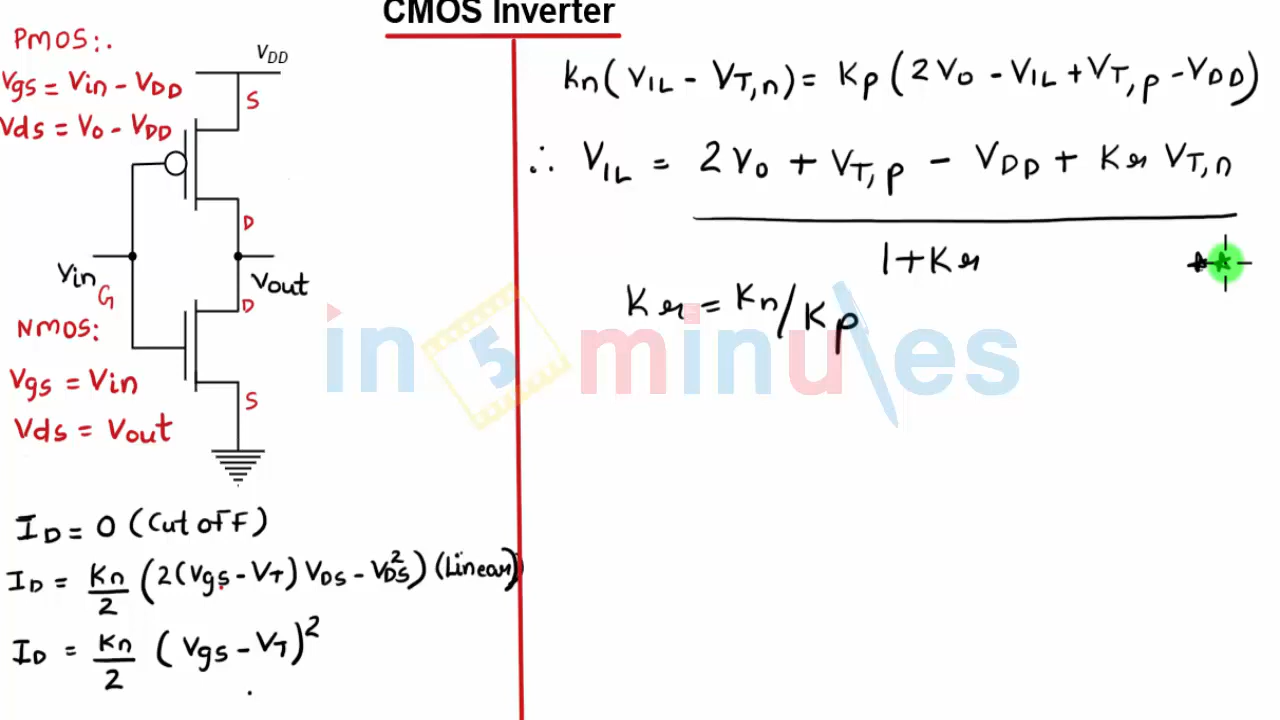 CMOS Inverter
PMOS:.
Vgs = Vin - VDD
Vds = Vo - VDD
VDD
S
D
Vin
G
Vout
D
NMOS:
Vgs = Vin
Vds = Vout
S
ID = 0 (Cut off)
ID = Kn/2 (2(Vgs - VT) VDS - VDS²) (Linear)
ID = Kn/2 (Vgs - VT)²
Kn(VIL - VT,n) = Kp(2Vo - VIL + VT,p - VDD)
∴ VIL = 2Vo + VT,p - VDD + Kr VT,n
1 + Kr
**
Kr = Kn/Kp
in 5 minutes